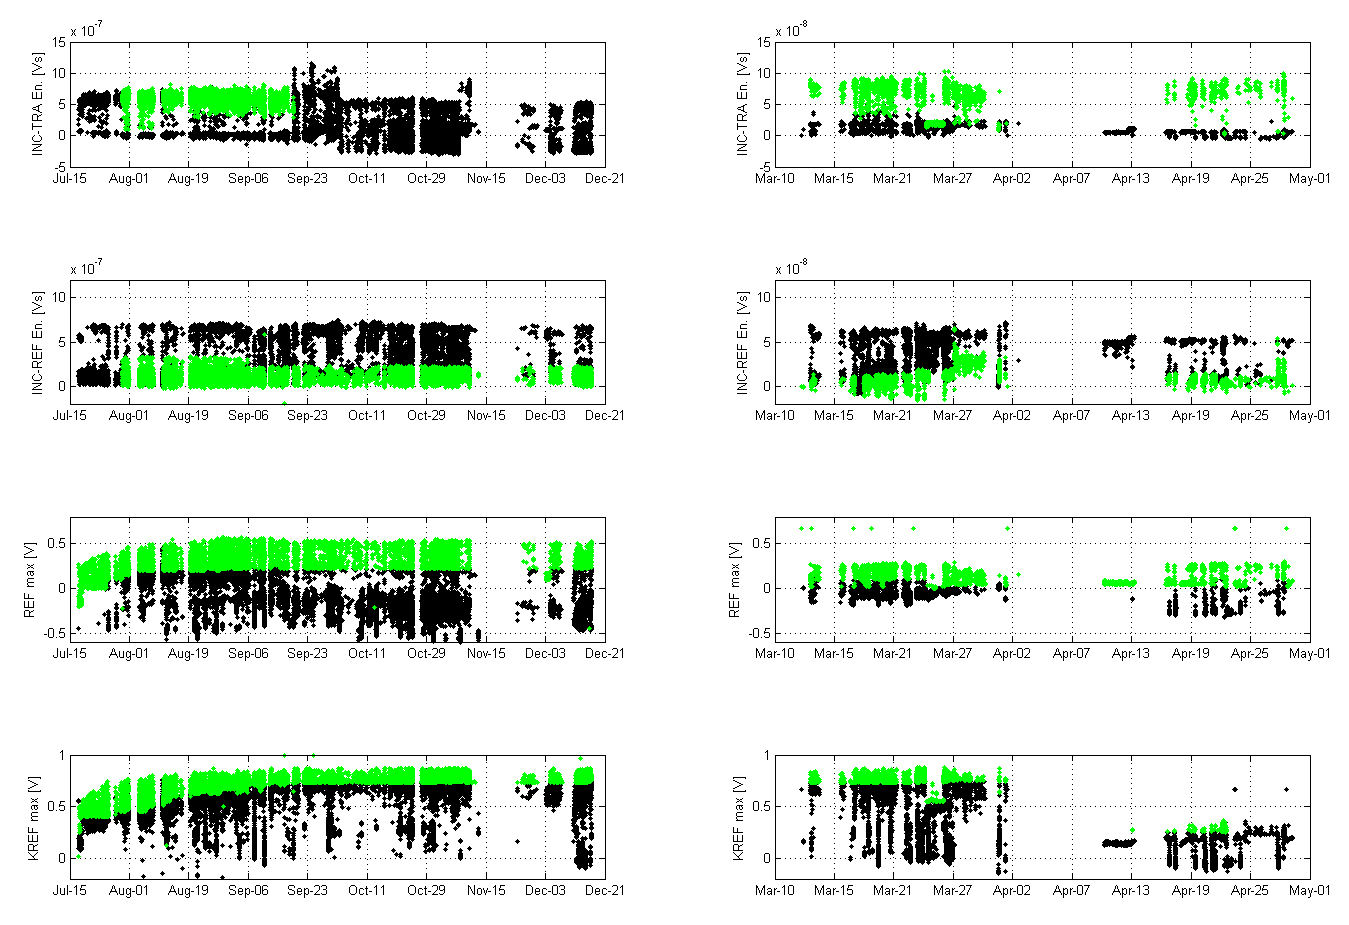 x 10-7
15
10
5
0
-5
INC-TRA En. [Vs]
Jul-15 Aug-01 Aug-19 Sep-06 Sep-23 Oct-11 Oct-29 Nov-15 Dec-03 Dec-21
x 10-8
15
10
5
0
-5
INC-TRA En. [Vs]
Mar-10 Mar-15 Mar-21 Mar-27 Apr-02 Apr-07 Apr-13 Apr-19 Apr-25 May-01
x 10-7
10
5
0
INC-REF En. [Vs]
Jul-15 Aug-01 Aug-19 Sep-06 Sep-23 Oct-11 Oct-29 Nov-15 Dec-03 Dec-21
x 10-8
10
5
0
INC-REF En. [Vs]
Mar-10 Mar-15 Mar-21 Mar-27 Apr-02 Apr-07 Apr-13 Apr-19 Apr-25 May-01
0.5
0
-0.5
REF max [V]
Jul-15 Aug-01 Aug-19 Sep-06 Sep-23 Oct-11 Oct-29 Nov-15 Dec-03 Dec-21
0.5
0
-0.5
REF max [V]
Mar-10 Mar-15 Mar-21 Mar-27 Apr-02 Apr-07 Apr-13 Apr-19 Apr-25 May-01
1
0.5
0
KREF max [V]
Jul-15 Aug-01 Aug-19 Sep-06 Sep-23 Oct-11 Oct-29 Nov-15 Dec-03 Dec-21
1
0.5
0
KREF max [V]
Mar-10 Mar-15 Mar-21 Mar-27 Apr-02 Apr-07 Apr-13 Apr-19 Apr-25 May-01